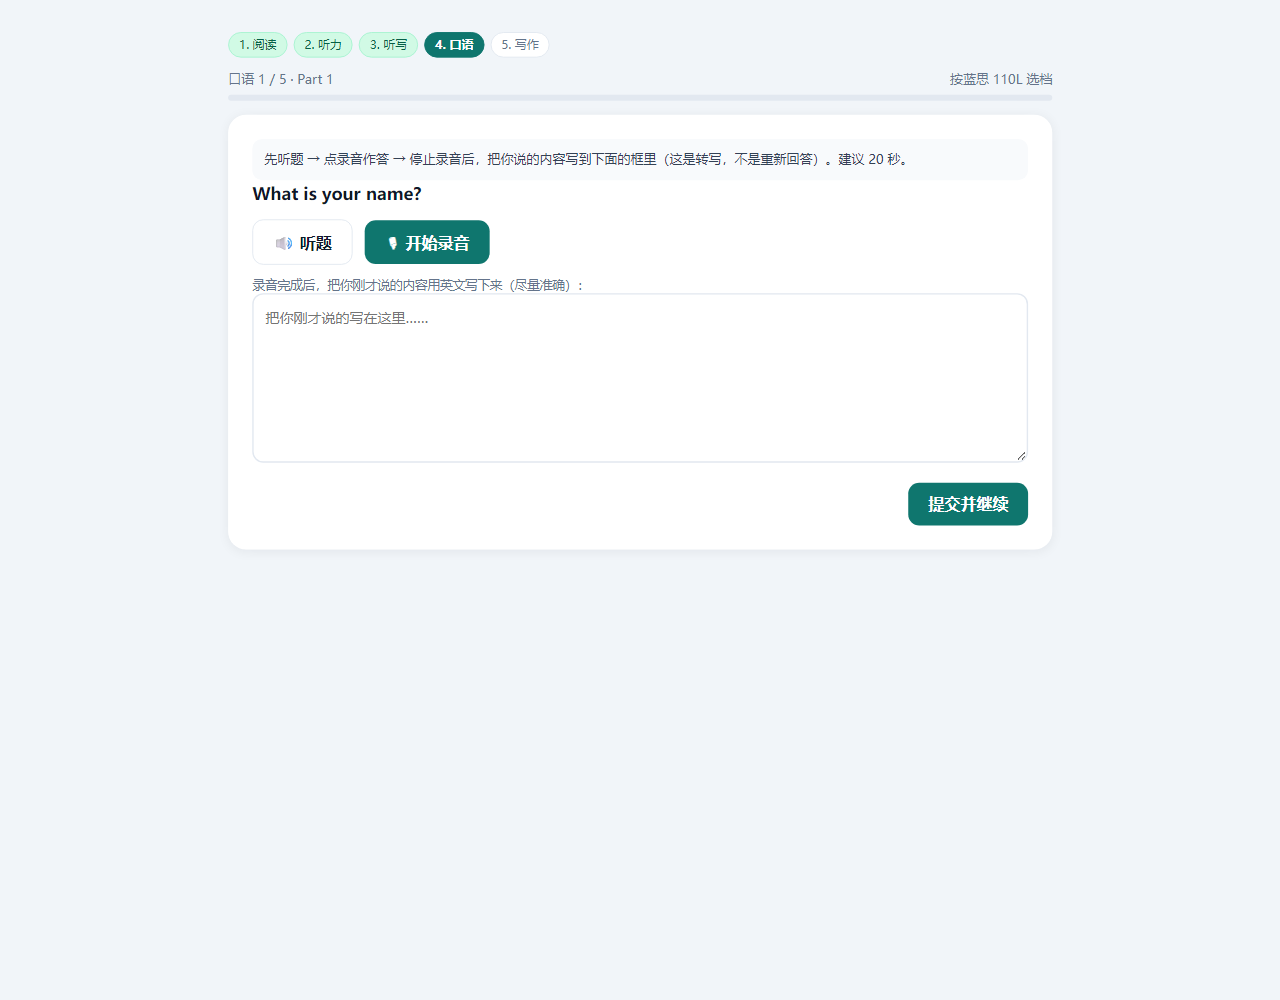 1. 阅读 2. 听力 3. 听写 4. 口语 5. 写作
口语 1 / 5 · Part 1 按蓝思 110L 选档
先听题 → 点录音作答 → 停止录音后，把你说的内容写到下面的框里（这是转写，不是重新回答）。建议 20 秒。
What is your name?
听题 开始录音
录音完成后，把你刚才说的内容用英文写下来（尽量准确）：
把你刚才说的写在这里……
提交并继续